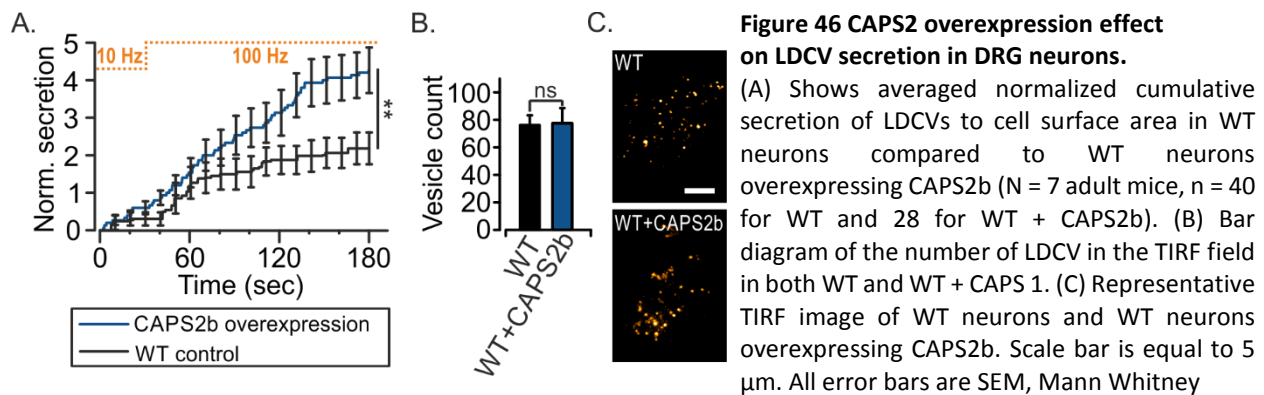 A.
10 Hz
100 Hz
5
4
3
2
1
0
Norm. secretion
**
0
60
120
180
Time (sec)
CAPS2b overexpression
WT control
B.
ns
100
80
60
40
20
0
Vesicle count
WT
WT+CAPS2b
C.
WT
WT+CAPS2b
Figure 46 CAPS2 overexpression effect
on LDCV secretion in DRG neurons.
(A) Shows averaged normalized cumulative
secretion of LDCVs to cell surface area in WT
neurons compared to WT neurons
overexpressing CAPS2b (N = 7 adult mice, n = 40
for WT and 28 for WT + CAPS2b). (B) Bar
diagram of the number of LDCV in the TIRF field
in both WT and WT + CAPS 1. (C) Representative
TIRF image of WT neurons and WT neurons
overexpressing CAPS2b. Scale bar is equal to 5
μm. All error bars are SEM, Mann Whitney